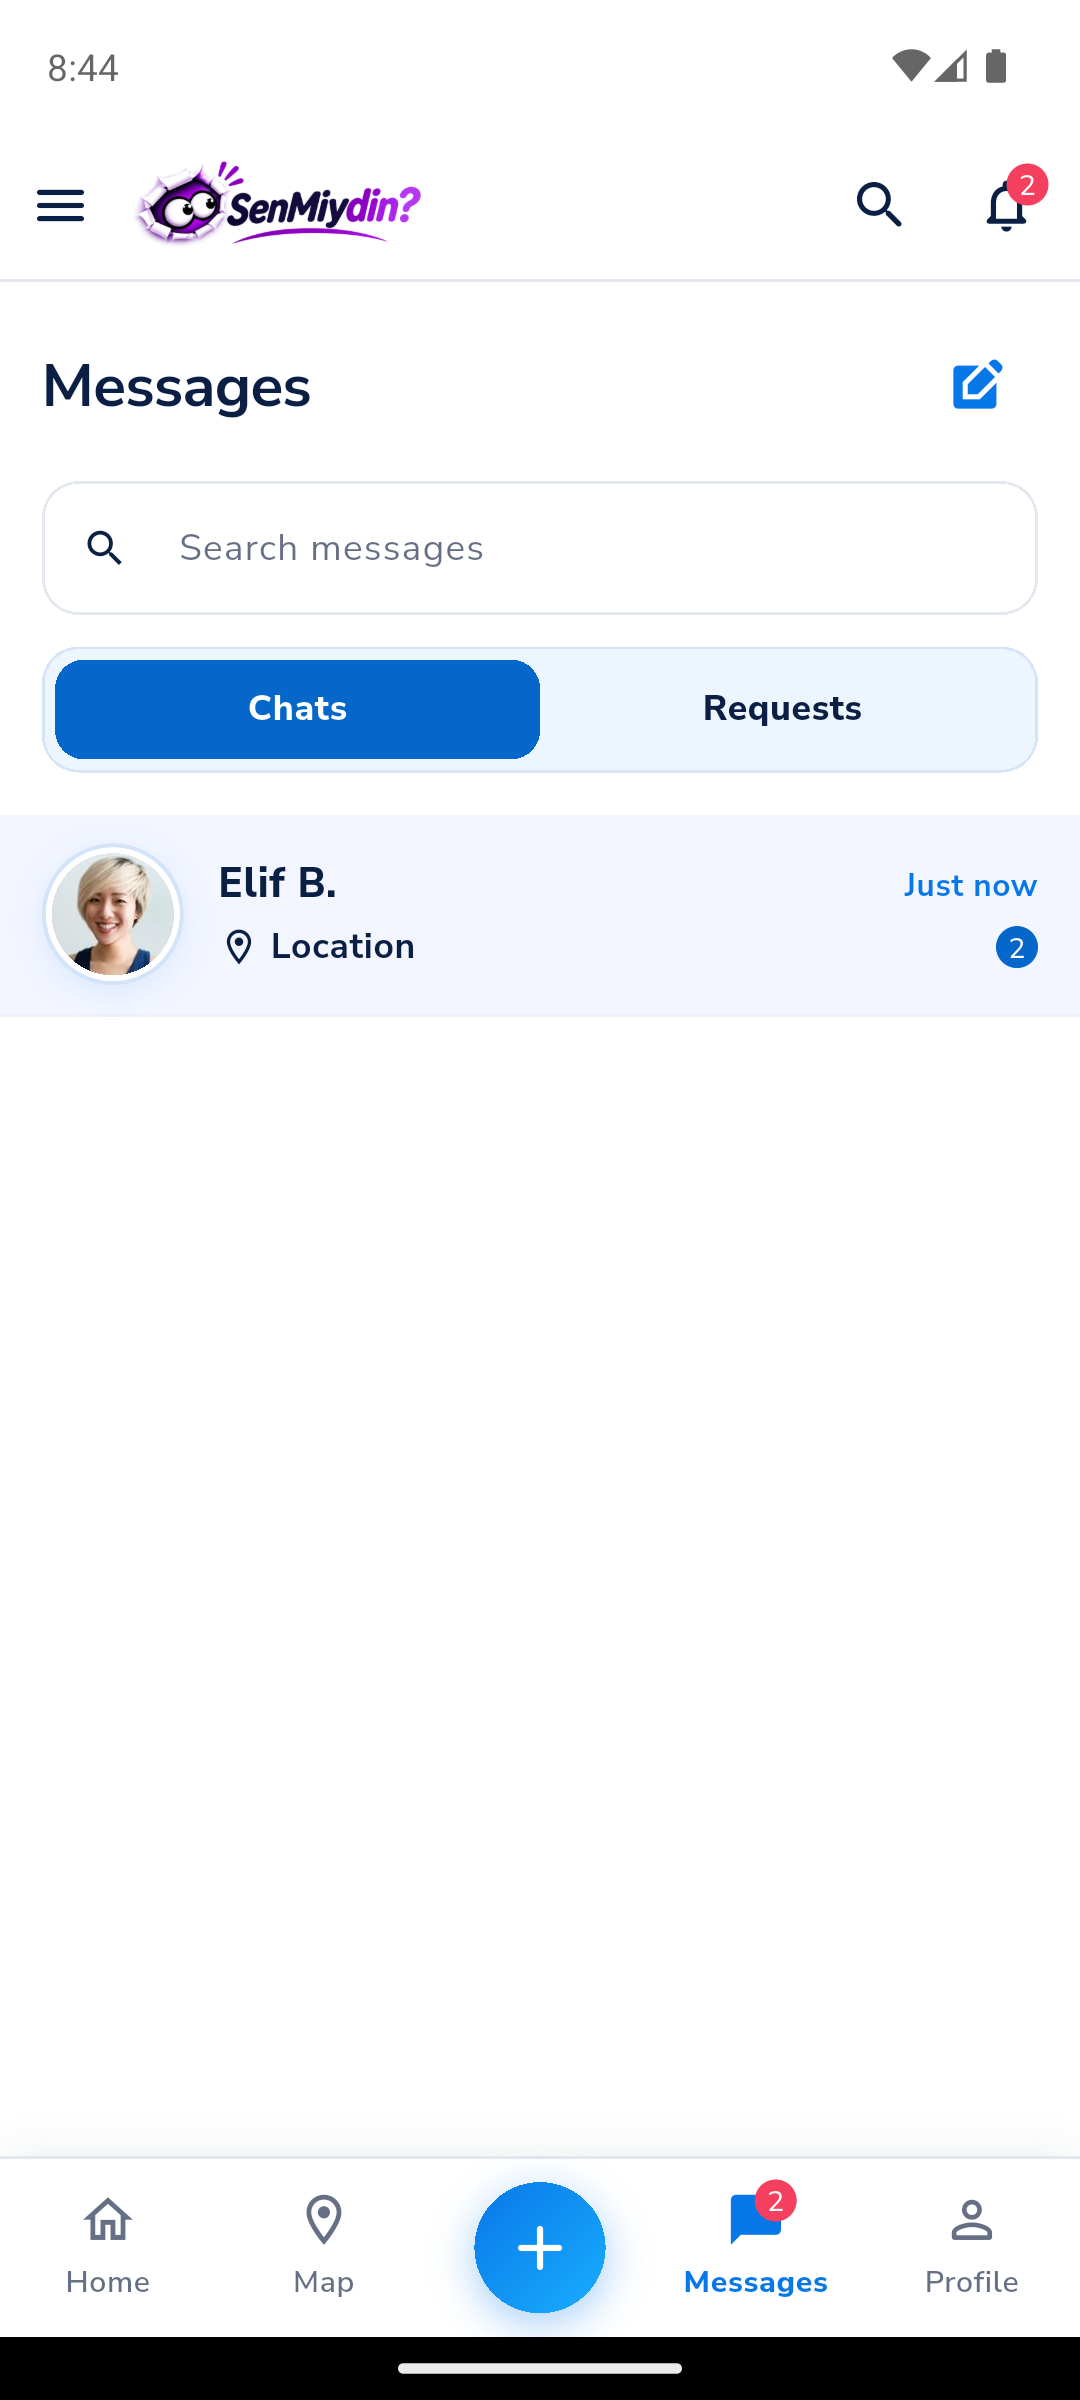 8:44
SenMiydin?
2
Messages
Search messages
Chats
Requests
Elif B.
Just now
Location
2
2
Home
Map
Messages
Profile